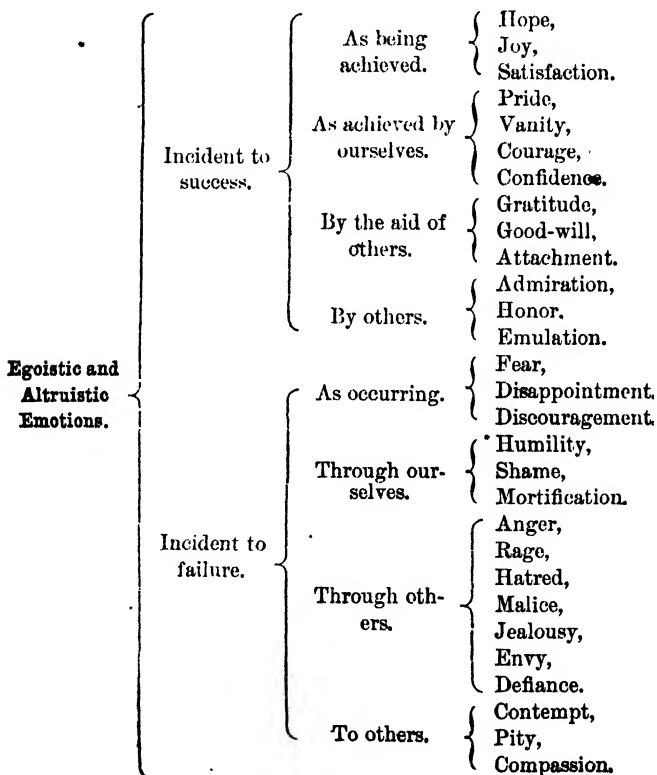 Egoistic and
Altruistic
Emotions.
Incident to
success.
As being
achieved.
Hope,
Joy,
Satisfaction.
As achieved by
ourselves.
Pride,
Vanity,
Courage,
Confidence.
By the aid of
others.
Gratitude,
Good-will,
Attachment.
By others.
Admiration,
Honor.
Emulation.
Incident to
failure.
As occurring.
Fear,
Disappointment.
Discouragement.
Through our-
selves.
Humility,
Shame,
Mortification.
Through oth-
ers.
Anger,
Rage,
Hatred,
Malice,
Jealousy,
Envy,
Defiance.
To others.
Contempt,
Pity,
Compassion.